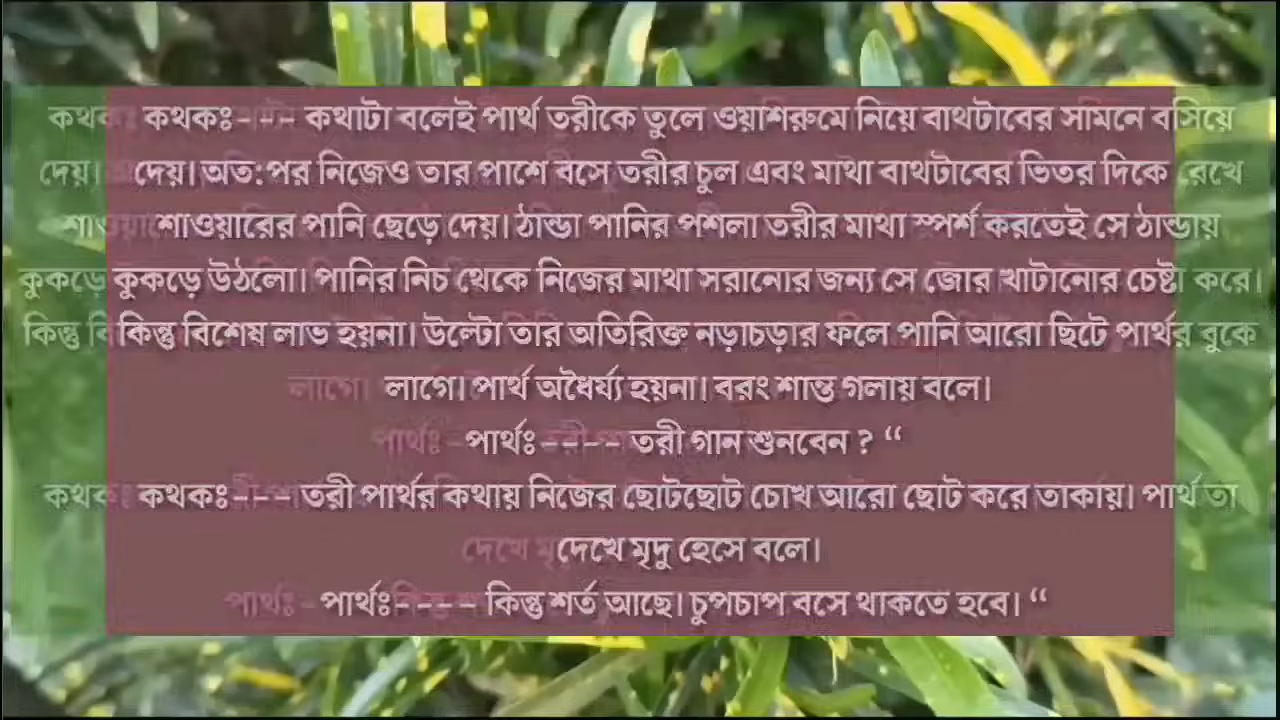 কথকঃ--- কথাটা বলেই পার্থ তরীকে তুলে ওয়াশরুমে নিয়ে বাথটাবের সামনে বসিয়ে
দেয়। অত:পর নিজেও তার পাশে বসে তরীর চুল এবং মাথা বাথটাবের ভিতর দিকে রেখে
শাওয়ারের পানি ছেড়ে দেয়। ঠান্ডা পানির পশলা তরীর মাথা স্পর্শ করতেই সে ঠান্ডায়
কুকড়ে উঠলো। পানির নিচ থেকে নিজের মাথা সরানোর জন্য সে জোর খাটানোর চেষ্টা করে।
কিন্তু বিশেষ লাভ হয়না। উল্টো তার অতিরিক্ত নড়াচড়ার ফলে পানি আরো ছিটে পার্থর বুকে
লাগে। পার্থ অধৈর্য্য হয়না। বরং শান্ত গলায় বলে।
পার্থঃ---- তরী গান শুনবেন ? “
কথকঃ--- তরী পার্থর কথায় নিজের ছোটছোট চোখ আরো ছোট করে তাকায়। পার্থ তা
দেখে মৃদু হেসে বলে।
পার্থঃ---- কিন্তু শর্ত আছে। চুপচাপ বসে থাকতে হবে। “